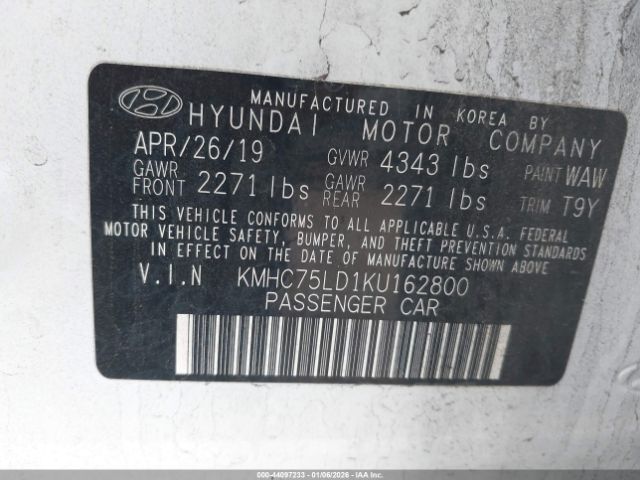 MANUFACTURED IN KOREA BY
HYUNDAI MOTOR COMPANY
APR/26/19 GVWR 4343 lbs PAINT WAW
GAWR FRONT 2271 lbs GAWR REAR 2271 lbs TRIM T9Y
THIS VEHICLE CONFORMS TO ALL APPLICABLE U.S.A. FEDERAL
MOTOR VEHICLE SAFETY, BUMPER, AND THEFT PREVENTION STANDARDS
IN EFFECT ON THE DATE OF MANUFACTURE SHOWN ABOVE.
V.I.N KMHC75LD1KU162800
PASSENGER CAR
000-44097233 - 01/06/2026 - IAAI.COM